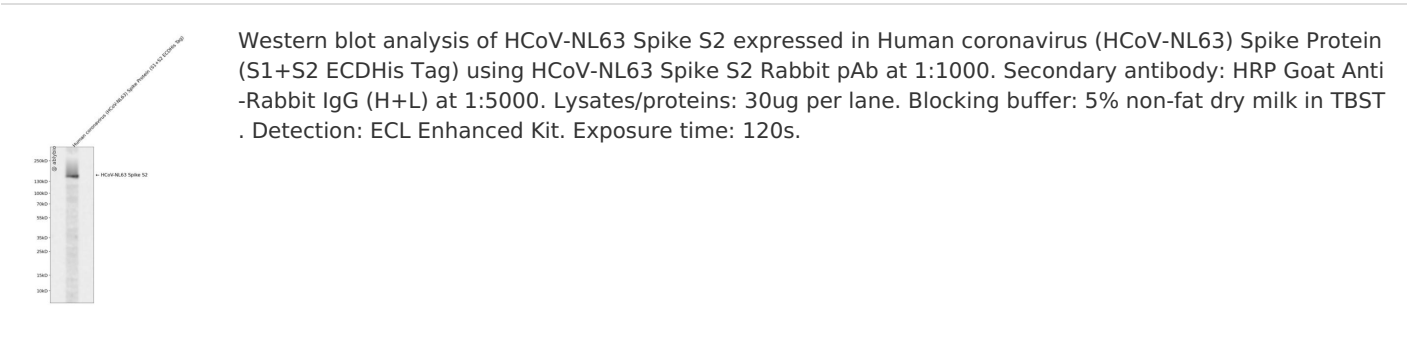 Western blot analysis of HCoV-NL63 Spike S2 expressed in Human coronavirus (HCoV-NL63) Spike Protein
(S1+S2 ECDHis Tag) using HCoV-NL63 Spike S2 Rabbit pAb at 1:1000. Secondary antibody: HRP Goat Anti
-Rabbit IgG (H+L) at 1:5000. Lysates/proteins: 30ug per lane. Blocking buffer: 5% non-fat dry milk in TBST
. Detection: ECL Enhanced Kit. Exposure time: 120s.
Human coronavirus (HCoV-NL63) Spike Protein (S1+S2 ECDHis Tag)
250kD
130kD
100kD
70kD
55kD
35kD
25kD
15kD
10kD
← HCoV-NL63 Spike S2